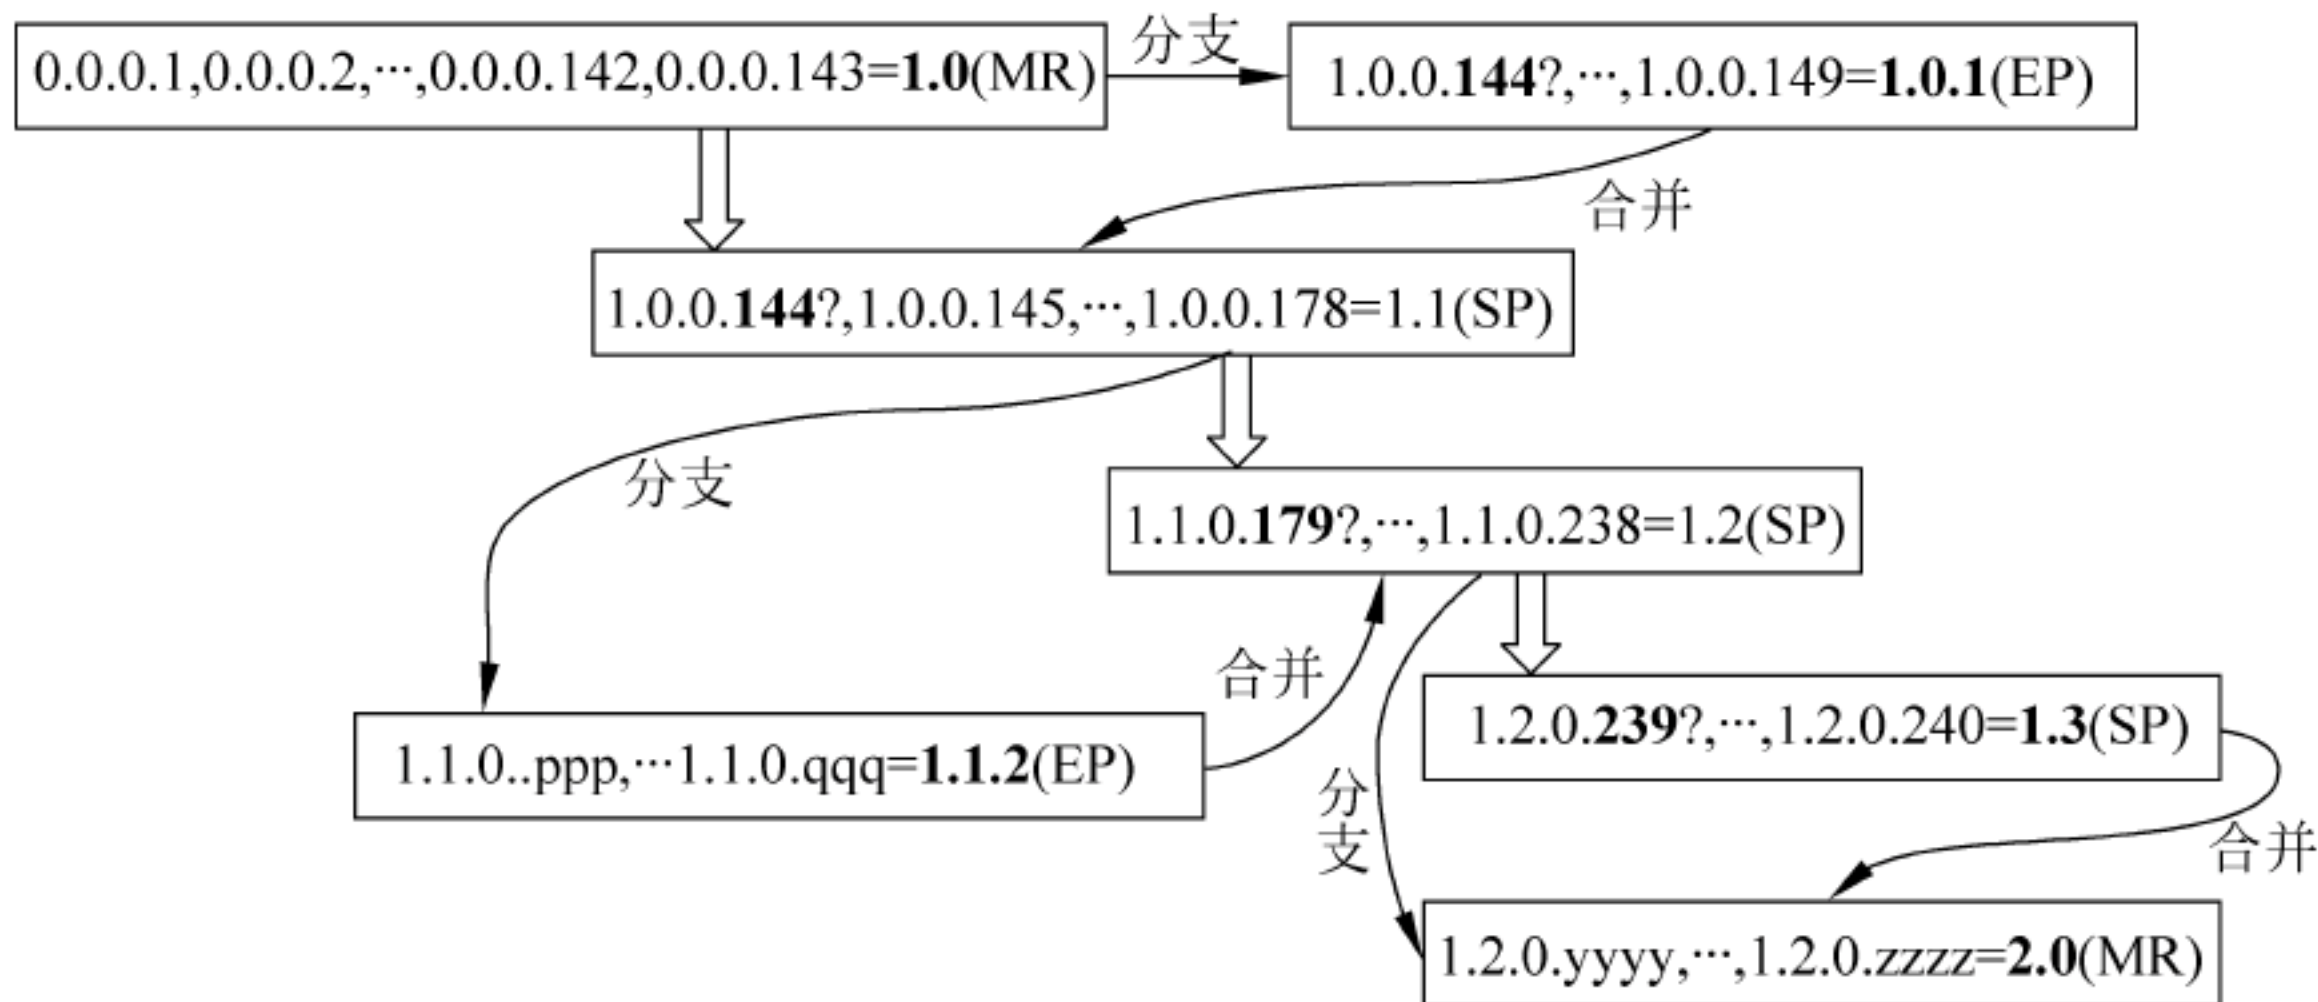 0.0.0.1,0.0.0.2,···,0.0.0.142,0.0.0.143=1.0(MR)
分支
1.0.0.144?,···,1.0.0.149=1.0.1(EP)
合并
1.0.0.144?,1.0.0.145,···,1.0.0.178=1.1(SP)
分支
1.1.0.179?,···,1.1.0.238=1.2(SP)
合并
1.2.0.239?,···,1.2.0.240=1.3(SP)
1.1.0..ppp,···1.1.0.qqq=1.1.2(EP)
分
支
合并
1.2.0.yyyy,···,1.2.0.zzzz=2.0(MR)